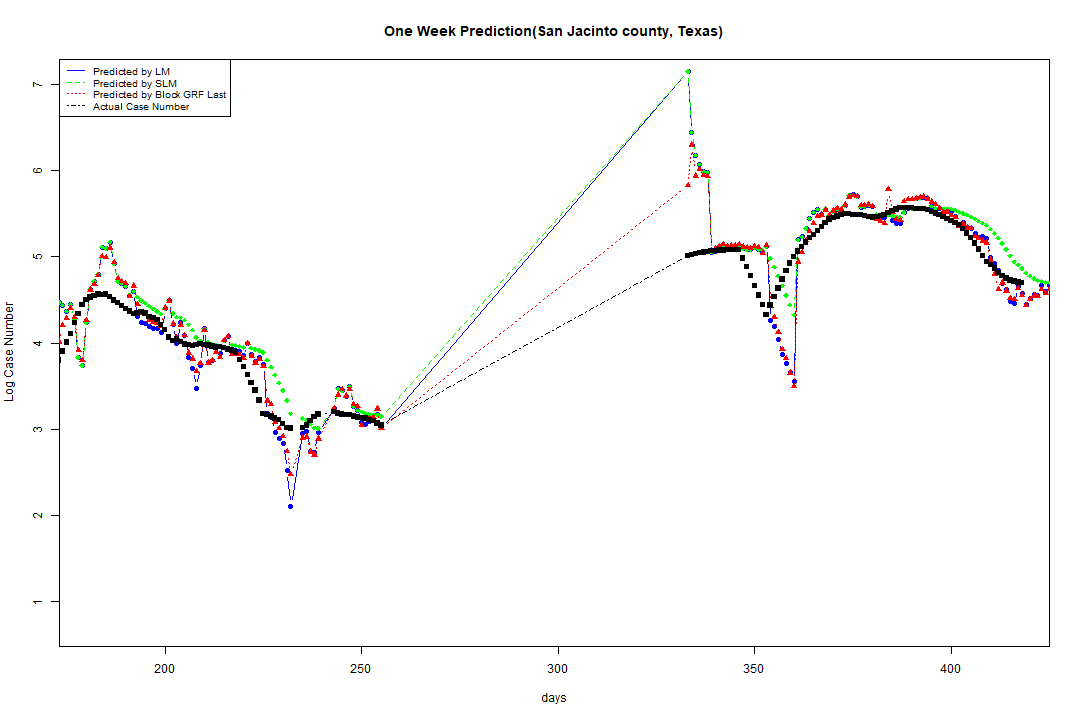 One Week Prediction(San Jacinto county, Texas)
Predicted by LM
Predicted by SLM
Predicted by Block GRF Last
Actual Case Number
7
6
5
4
3
2
1
Log Case Number
200
250
300
350
400
days